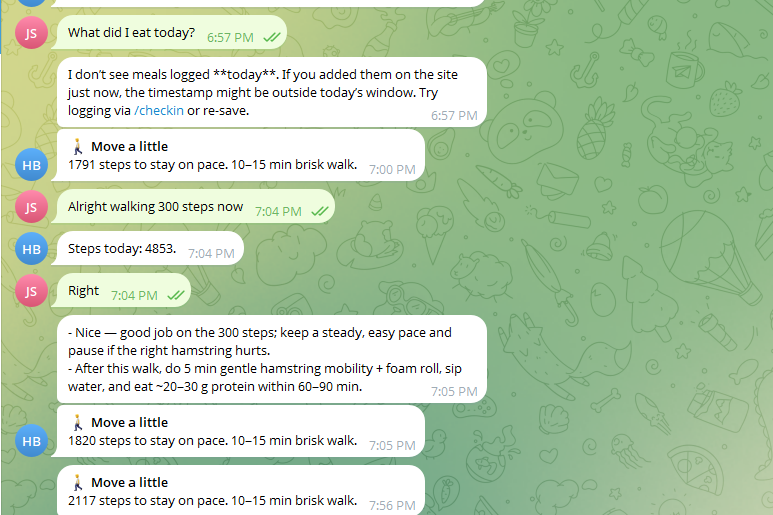 HB
JS
What did I eat today? 6:57 PM
I don't see meals logged **today**. If you added them on the site
just now, the timestamp might be outside today's window. Try
logging via /checkin or re-save. 6:57 PM
🚶 Move a little
HB 1791 steps to stay on pace. 10–15 min brisk walk. 7:00 PM
JS Alright walking 300 steps now 7:04 PM
HB Steps today: 4853. 7:04 PM
JS Right 7:04 PM
- Nice — good job on the 300 steps; keep a steady, easy pace and
pause if the right hamstring hurts.
- After this walk, do 5 min gentle hamstring mobility + foam roll, sip
water, and eat ~20–30 g protein within 60–90 min. 7:05 PM
🚶 Move a little
HB 1820 steps to stay on pace. 10–15 min brisk walk. 7:05 PM
🚶 Move a little
2117 steps to stay on pace. 10–15 min brisk walk. 7:56 PM